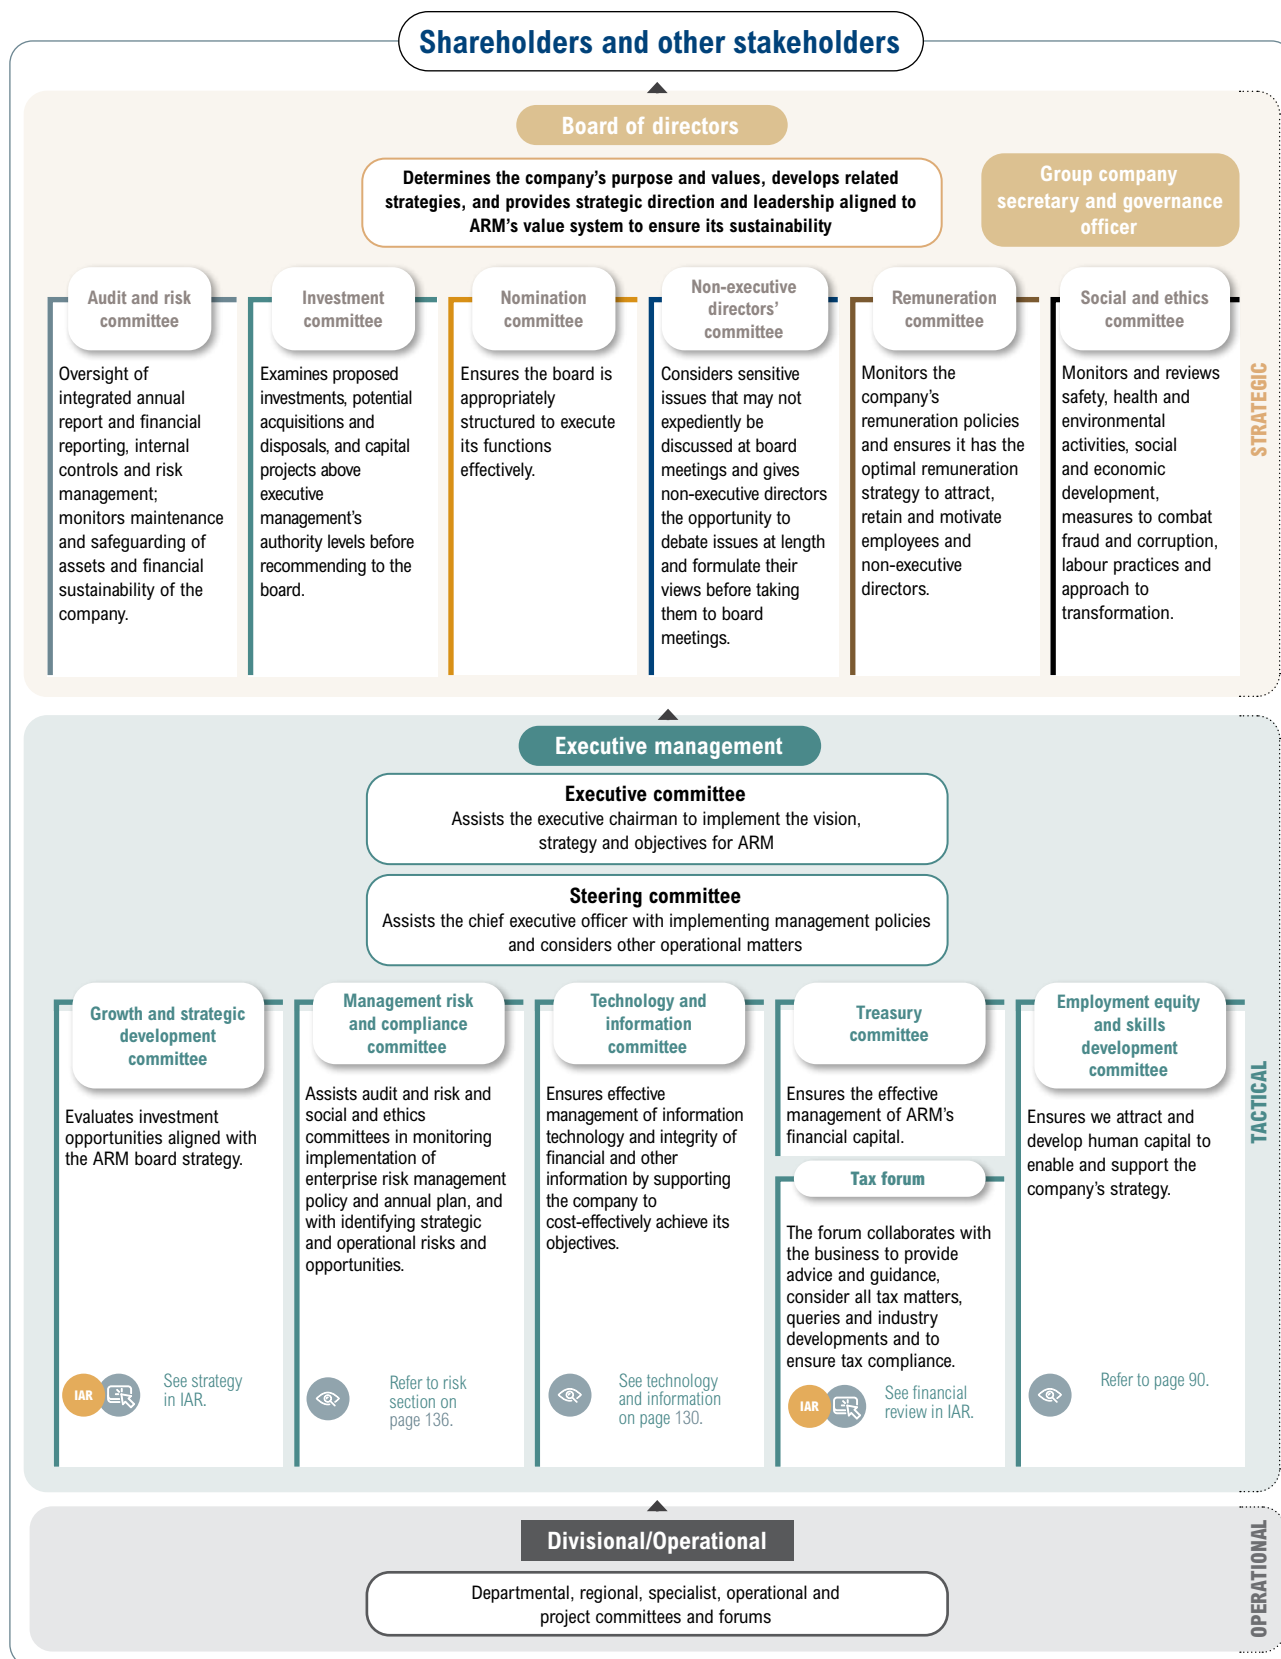 Shareholders and other stakeholders
Board of directors
Determines the company's purpose and values, develops related
strategies, and provides strategic direction and leadership aligned to
ARM's value system to ensure its sustainability
Group company
secretary and governance
officer
STRATEGIC
Audit and risk
committee
Oversight of
integrated annual
report and financial
reporting, internal
controls and risk
management;
monitors maintenance
and safeguarding of
assets and financial
sustainability of the
company.
Investment
committee
Examines proposed
investments, potential
acquisitions and
disposals, and capital
projects above
executive
management's
authority levels before
recommending to the
board.
Nomination
committee
Ensures the board is
appropriately
structured to execute
its functions
effectively.
Non-executive
directors'
committee
Considers sensitive
issues that may not
expediently be
discussed at board
meetings and gives
non-executive directors
the opportunity to
debate issues at length
and formulate their
views before taking
them to board
meetings.
Remuneration
committee
Monitors the
company's
remuneration policies
and ensures it has the
optimal remuneration
strategy to attract,
retain and motivate
employees and
non-executive
directors.
Social and ethics
committee
Monitors and reviews
safety, health and
environmental
activities, social
and economic
development,
measures to combat
fraud and corruption,
labour practices and
approach to
transformation.
Executive management
Executive committee
Assists the executive chairman to implement the vision,
strategy and objectives for ARM
Steering committee
Assists the chief executive officer with implementing management policies
and considers other operational matters
TACTICAL
Growth and strategic
development
committee
Evaluates investment
opportunities aligned with
the ARM board strategy.
IAR
See strategy
in IAR.
Management risk
and compliance
committee
Assists audit and risk and
social and ethics
committees in monitoring
implementation of
enterprise risk management
policy and annual plan, and
with identifying strategic
and operational risks and
opportunities.
Refer to risk
section on
page 136.
Technology and
information
committee
Ensures effective
management of information
technology and integrity of
financial and other
information by supporting
the company to
cost-effectively achieve its
objectives.
See technology
and information
on page 130.
Treasury
committee
Ensures the effective
management of ARM's
financial capital.
Tax forum
The forum collaborates with
the business to provide
advice and guidance,
consider all tax matters,
queries and industry
developments and to
ensure tax compliance.
IAR
See financial
review in IAR.
Employment equity
and skills
development
committee
Ensures we attract and
develop human capital to
enable and support the
company's strategy.
Refer to page 90.
Divisional/Operational
Departmental, regional, specialist, operational and
project committees and forums
OPERATIONAL